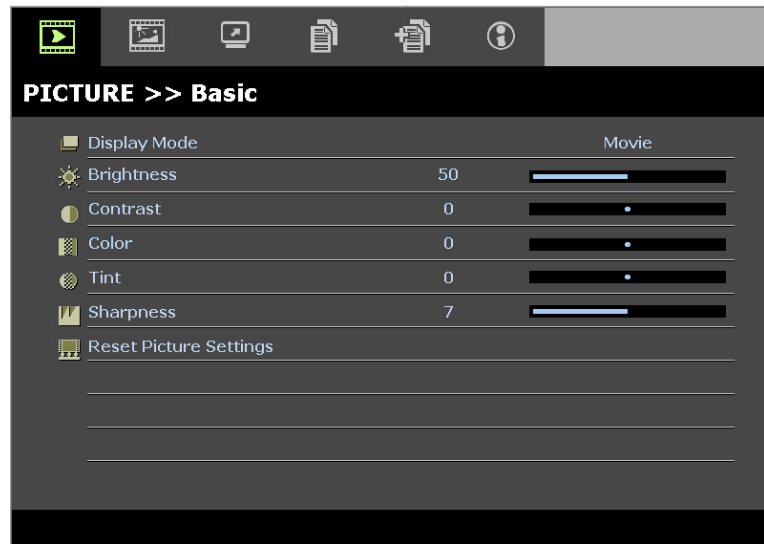 PICTURE >> Basic
Display Mode Movie
Brightness 50
Contrast 0
Color 0
Tint 0
Sharpness 7
Reset Picture Settings